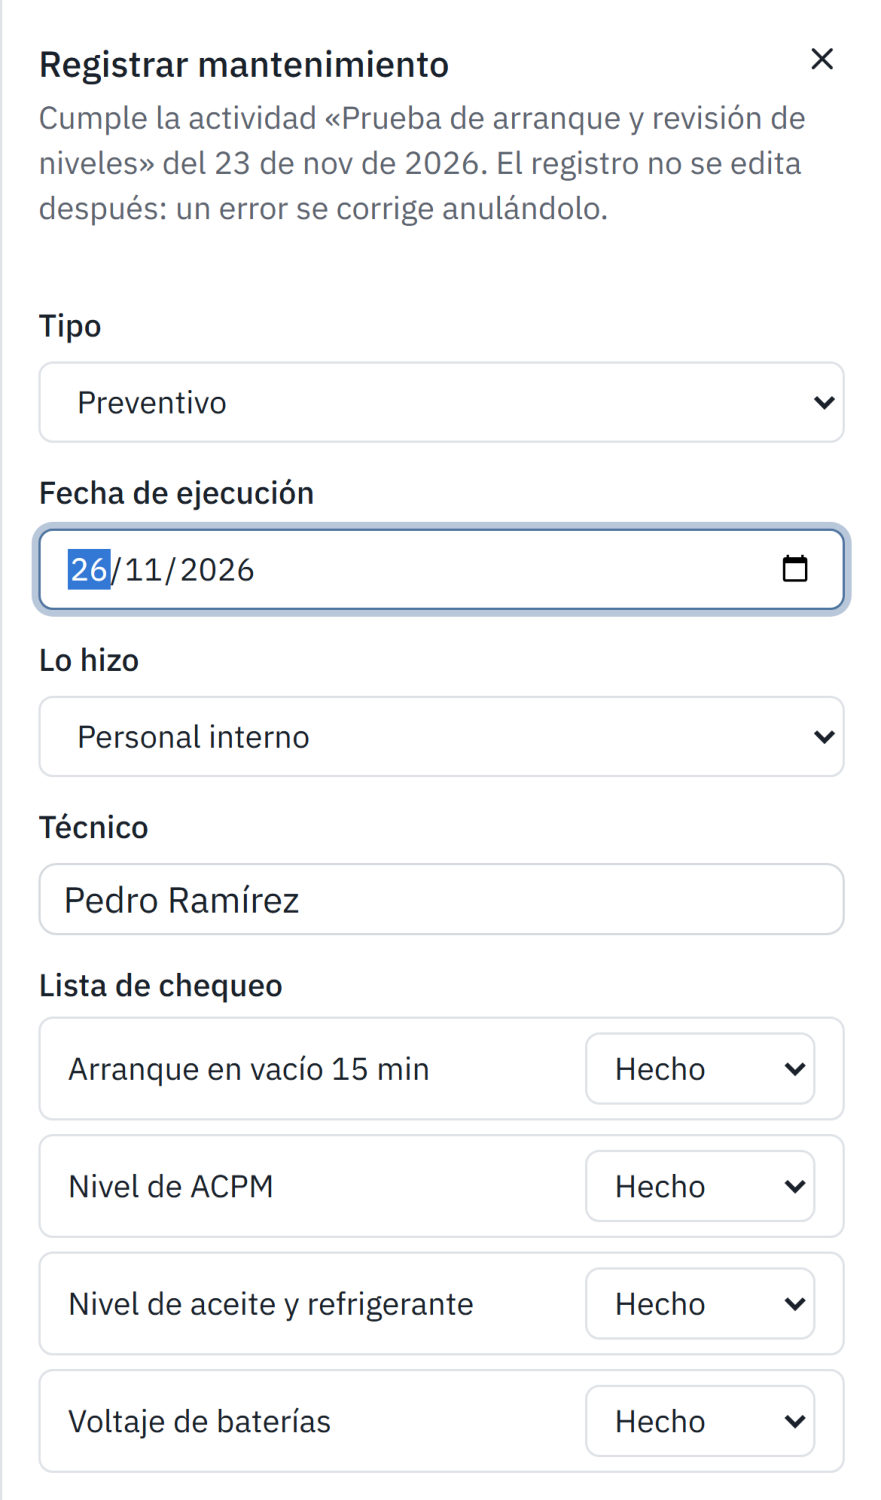 Registrar mantenimiento
Cumple la actividad «Prueba de arranque y revisión de
niveles» del 23 de nov de 2026. El registro no se edita
después: un error se corrige anulándolo.
Tipo
Preventivo
Fecha de ejecución
26/11/2026
Lo hizo
Personal interno
Técnico
Pedro Ramírez
Lista de chequeo
Arranque en vacío 15 min
Hecho
Nivel de ACPM
Hecho
Nivel de aceite y refrigerante
Hecho
Voltaje de baterías
Hecho